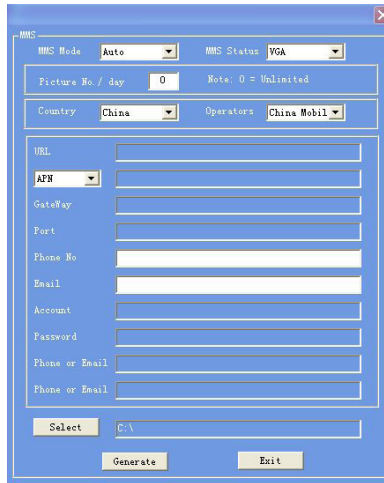 MMS
MMS Mode Auto MMS Status VGA
Picture No./ day 0 Note: 0 = Unlimited
Country China Operators China Mobil
URL
APN
GateWay
Port
Phone No
Email
Account
Password
Phone or Email
Phone or Email
Select C:\
Generate Exit